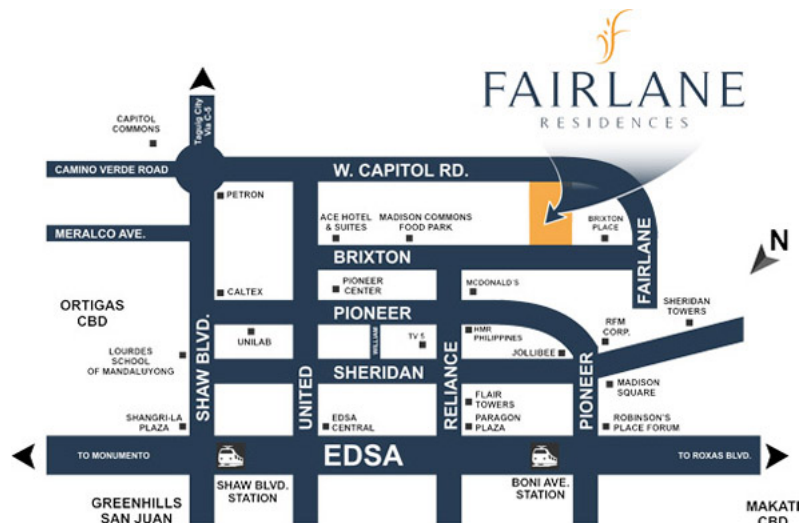 FAIRLANE
RESIDENCES
Taguig City
Via C-5
CAPITOL
COMMONS
CAMINO VERDE ROAD
W. CAPITOL RD.
PETRON
ACE HOTEL
& SUITES
MADISON COMMONS
FOOD PARK
BRIXTON
PLACE
MERALCO AVE.
BRIXTON
FAIRLANE
N
ORTIGAS
CBD
CALTEX
PIONEER
CENTER
MCDONALD'S
SHERIDAN
TOWERS
PIONEER
RFM
CORP.
UNILAB
WILLIAM
TV 5
HMR
PHILIPPINES
JOLLIBEE
LOURDES
SCHOOL
OF MANDALUYONG
SHAW BLVD.
UNITED
SHERIDAN
RELIANCE
PIONEER
MADISON
SQUARE
SHANGRI-LA
PLAZA
EDSA
CENTRAL
FLAIR
TOWERS
PARAGON
PLAZA
ROBINSON'S
PLACE FORUM
TO MONUMENTO
EDSA
TO ROXAS BLVD.
SHAW BLVD.
STATION
BONI AVE.
STATION
GREENHILLS
SAN JUAN
MAKATI
CBD